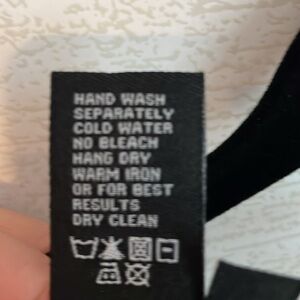 HAND WASH
SEPARATELY
COLD WATER
NO BLEACH
HANG DRY
WARM IRON
OR FOR BEST
RESULTS
DRY CLEAN